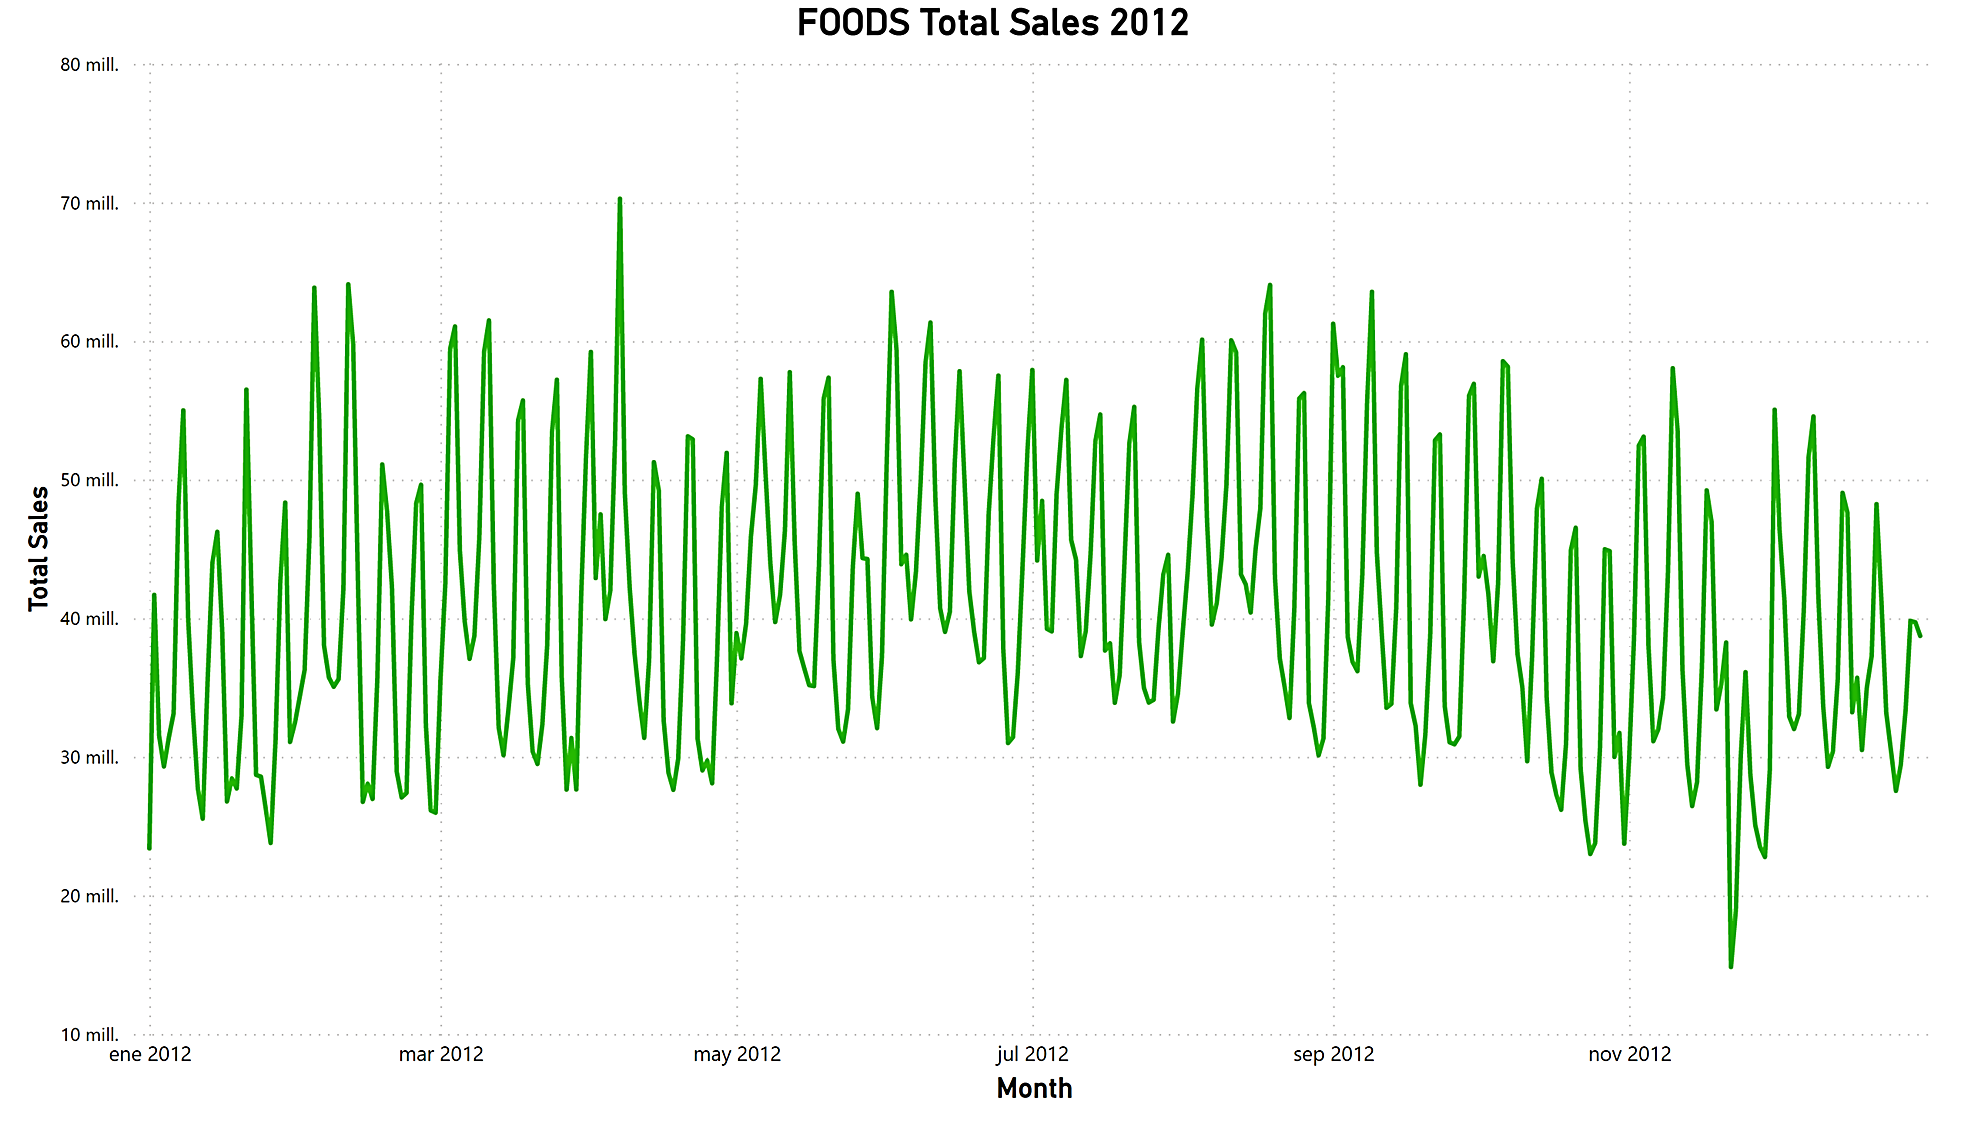 FOODS Total Sales 2012
80 mill.
70 mill.
60 mill.
50 mill.
Total Sales
40 mill.
30 mill.
20 mill.
10 mill.
ene 2012 mar 2012 may 2012 jul 2012 sep 2012 nov 2012
Month